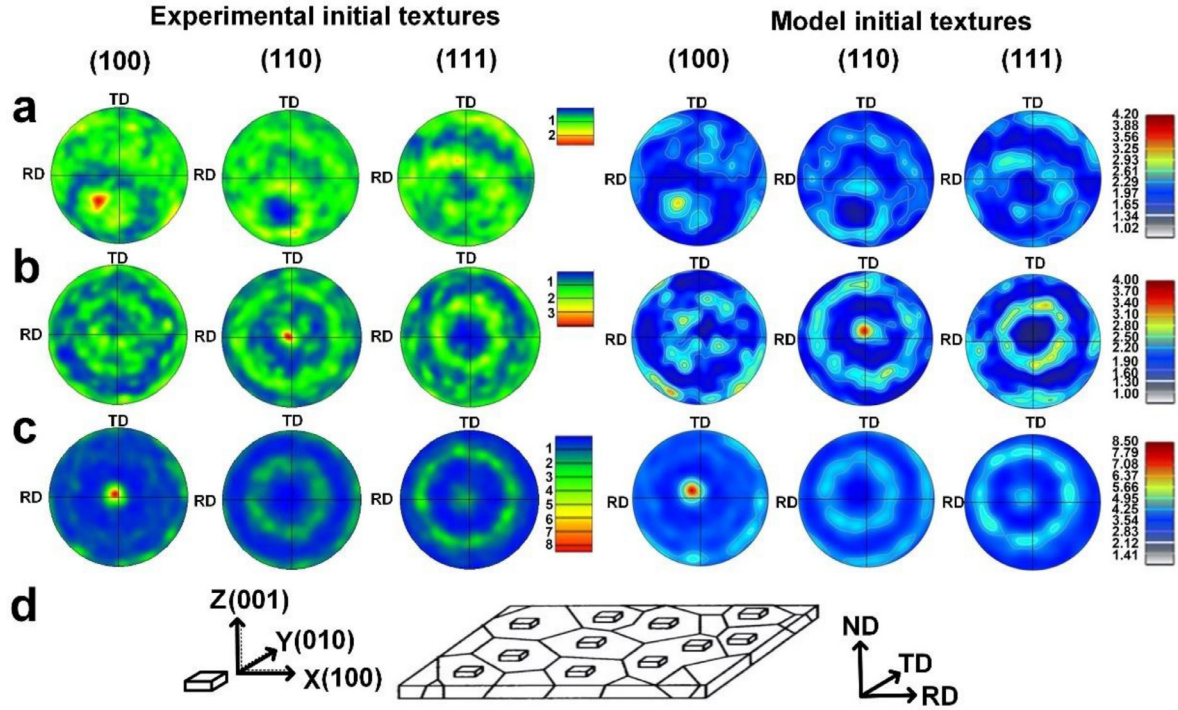 Experimental initial textures
Model initial textures
(100) (110) (111) (100) (110) (111)
a
TD TD TD TD TD TD
RD RD RD RD RD RD
1
2
4.20
3.88
3.56
3.25
2.93
2.61
2.29
1.97
1.65
1.34
1.02
b
TD TD TD TD TD TD
RD RD RD RD RD RD
1
2
3
4.00
3.70
3.40
3.10
2.80
2.50
2.20
1.90
1.60
1.30
1.00
c
TD TD TD TD TD TD
RD RD RD RD RD RD
1
2
2
3
4
5
6
7
8
8.50
7.79
7.08
6.37
5.66
4.95
4.25
3.54
2.83
2.12
1.41
d
Z(001)
Y(010)
X(100)
ND
TD
RD